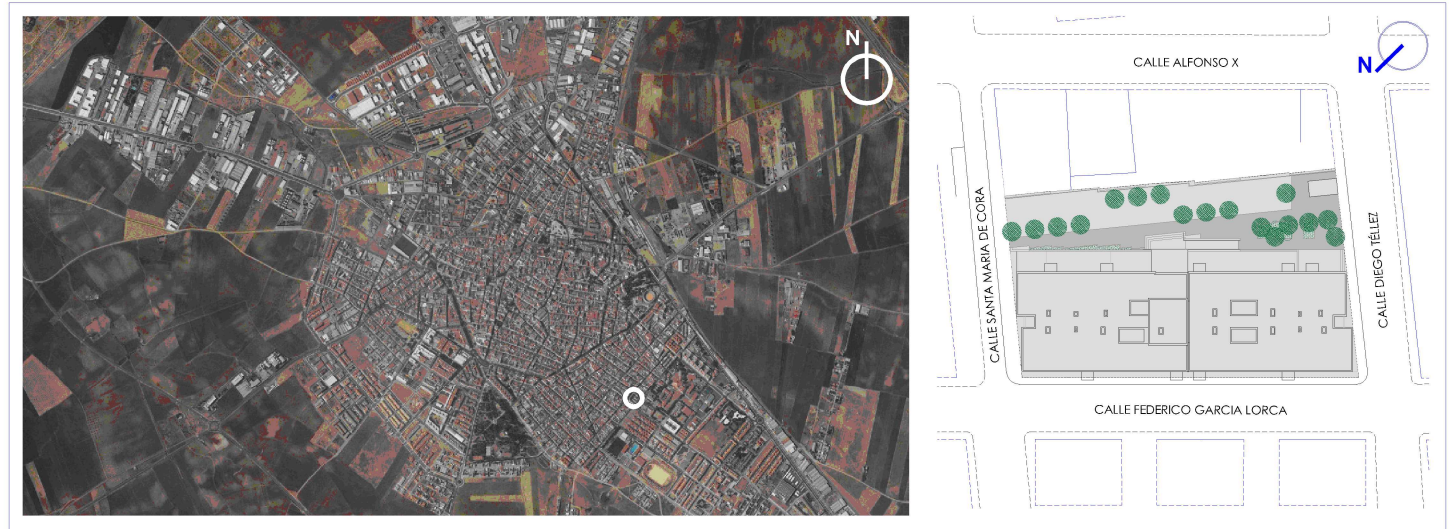 N
CALLE ALFONSO X
N
CALLE SANTA MARIA DE CORA
CALLE DIEGO TÉLLEZ
CALLE FEDERICO GARCIA LORCA